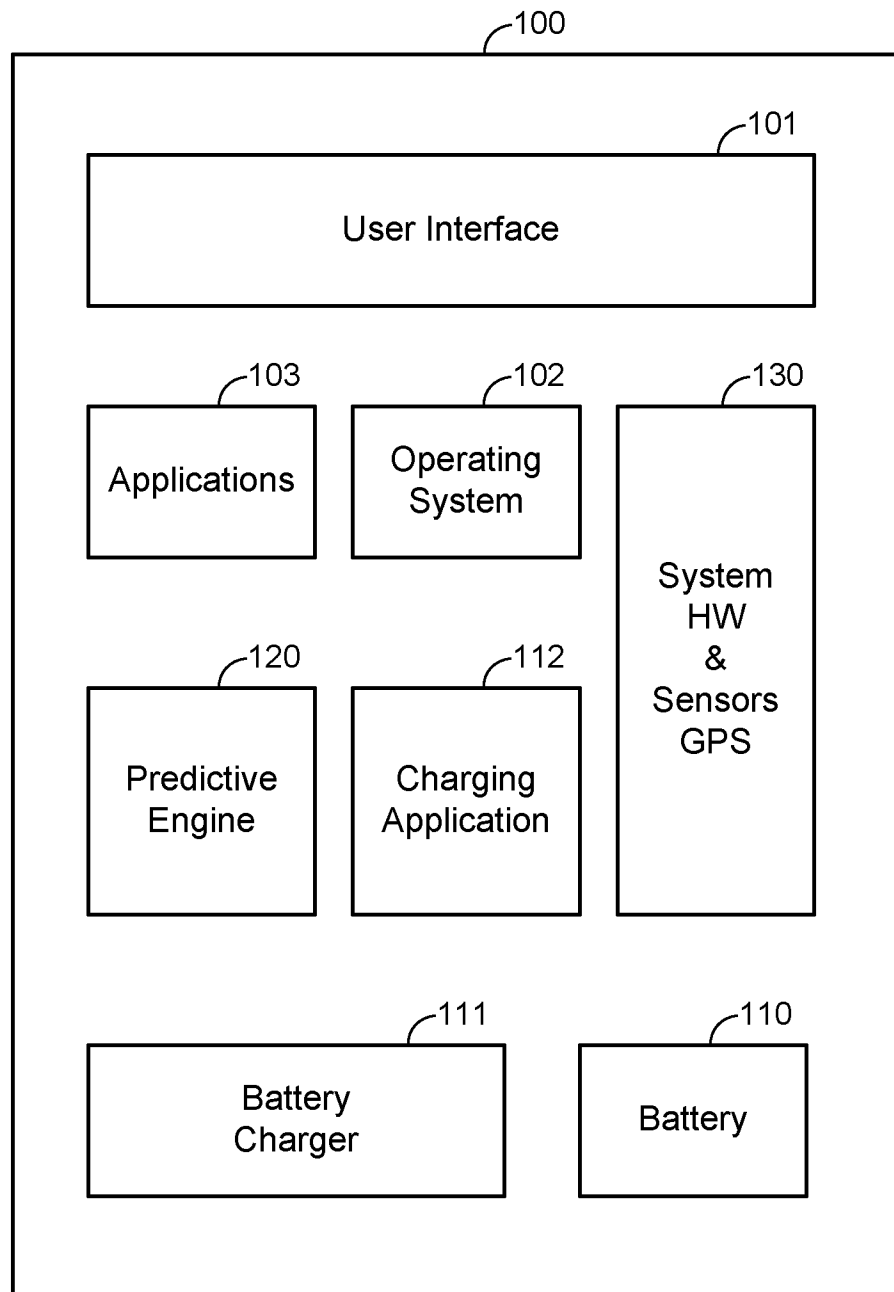 100
101
User Interface
103
102
130
Applications
Operating
System
System
HW
&
Sensors
GPS
120
112
Predictive
Engine
Charging
Application
111
110
Battery
Charger
Battery